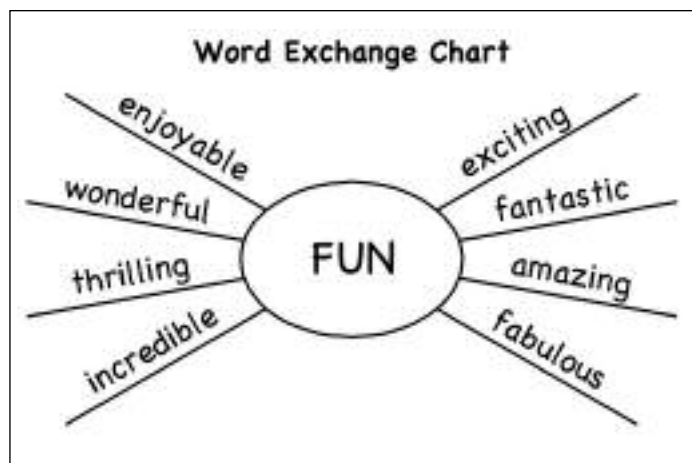 Word Exchange Chart
enjoyable
wonderful
thrilling
incredible
FUN
exciting
fantastic
amazing
fabulous